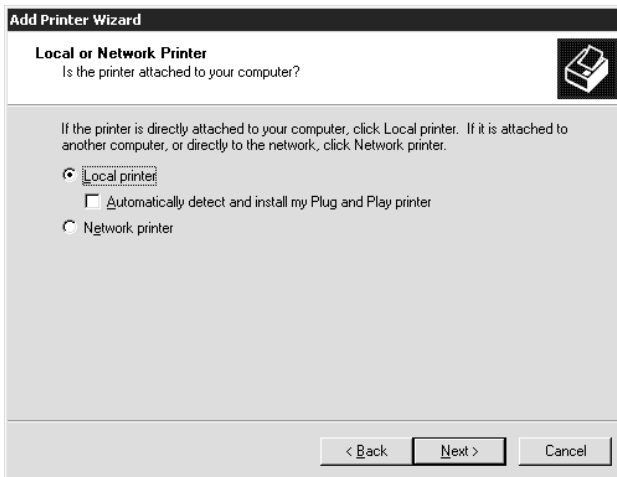 Add Printer Wizard
Local or Network Printer
Is the printer attached to your computer?
If the printer is directly attached to your computer, click Local printer.  If it is attached to
another computer, or directly to the network, click Network printer.
Local printer
Automatically detect and install my Plug and Play printer
Network printer
< Back
Next >
Cancel